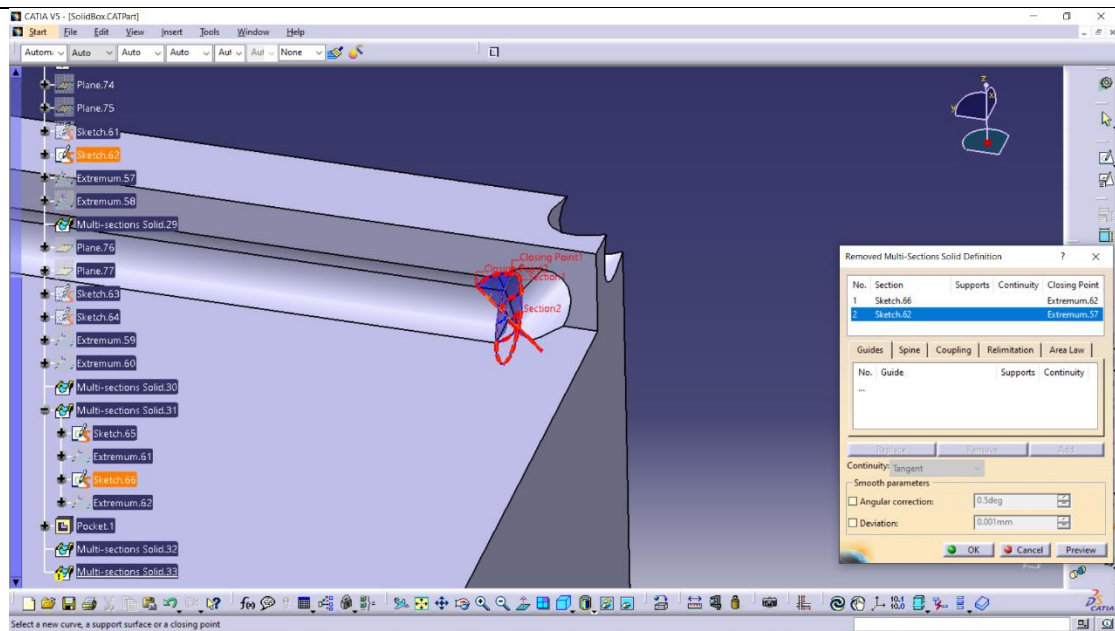 CATIA V5 - [SolidBox.CATPart]
Start File Edit View Insert Tools Window Help
Autom Auto Auto Auto Aut Aut None
Plane.74
Plane.75
Sketch.61
Sketch.62
Extremum.57
Extremum.58
Multi-sections Solid.29
Plane.76
Plane.77
Sketch.63
Sketch.64
Extremum.59
Extremum.60
Multi-sections Solid.30
Multi-sections Solid.31
Sketch.65
Extremum.61
Sketch.66
Extremum.62
Pocket.1
Multi-sections Solid.32
Multi-sections Solid.33
z
x
y
Closing Point1
Section1
Section2
Removed Multi-Sections Solid Definition ? X
No. Section Supports Continuity Closing Point
1 Sketch.66 Extremum.62
2 Sketch.62 Extremum.57
Guides Spine Coupling Relimitation Area Law
No. Guide Supports Continuity
...
Replace Remove Add
Continuity: Tangent
Smooth parameters
Angular correction: 0.5deg
Deviation: 0.001mm
OK Cancel Preview
f(x)
CATIA
Select a new curve, a support surface or a closing point